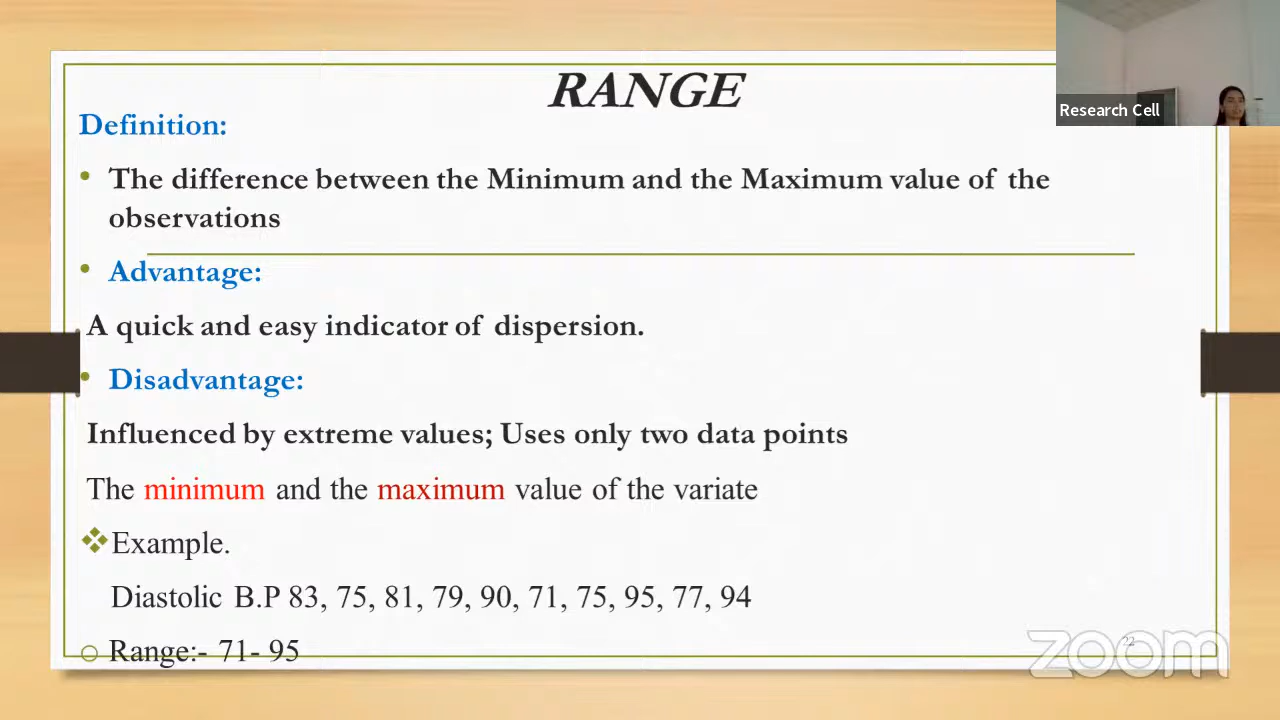 RANGE
Research Cell
Definition:
• The difference between the Minimum and the Maximum value of the
observations
• Advantage:
A quick and easy indicator of dispersion.
• Disadvantage:
Influenced by extreme values; Uses only two data points
The minimum and the maximum value of the variate
❖Example.
Diastolic B.P 83, 75, 81, 79, 90, 71, 75, 95, 77, 94
o Range:- 71- 95
22
zoom